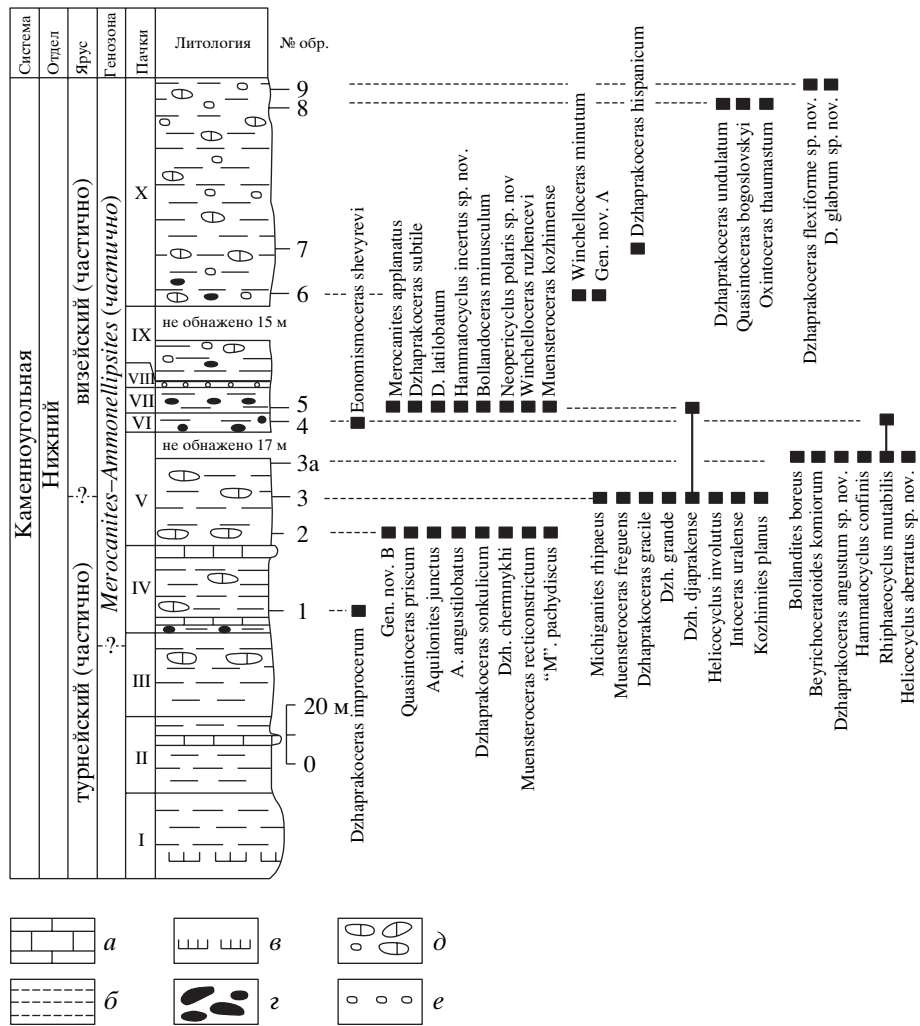 Система
Отдел
Ярус
Генозона
Пачки
Литология
№ обр.
Каменноугольная
Нижний
турнейский (частично)
визейский (частично)
?
Merocanites–Ammonellipsites (частично)
?
X
IX
VIII
VII
VI
V
IV
III
II
I
не обнажено 15 м
не обнажено 17 м
9
8
7
6
5
4
3а
3
2
1
20 м
0
Dzhaprakoceras improcerum
Eonomismoceras shevyrevi
Gen. nov. B
Quasintoceras priscum
Aquilonites junctus
A. angustilobatus
Dzhaprakoceras sonkulicum
Dzh. chermnykhi
Muensteroceras recticonstrictum
“M”. pachydiscus
Merocanites applanatus
Dzhaprakoceras subtile
D. latilobatum
Hammatocyclus incertus sp. nov.
Bollandoceras minusculum
Neopericyclus polaris sp. nov
Winchelloceras ruzhencevi
Muensteroceras kozhimense
Winchelloceras minutum
Gen. nov. A
Dzhaprakoceras hispanicum
Michiganites rhipaeus
Muensteroceras freguens
Dzhaprakoceras gracile
Dzh. grande
Dzh. djaprakense
Helicocyclus involutus
Intoceras uralense
Kozhimites planus
Dzhaprakoceras undulatum
Quasintoceras bogoslovskyi
Oxintoceras thaumastum
Dzhaprakoceras flexiforme sp. nov.
D. glabrum sp. nov.
Bollandites boreus
Beyrichoceratoides komiorum
Dzhaprakoceras angustum sp. nov.
Hammatocyclus confinis
Rhiphaeocyclus mutabilis
Helicocyclus aberratus sp. nov.
а
в
д
б
г
е